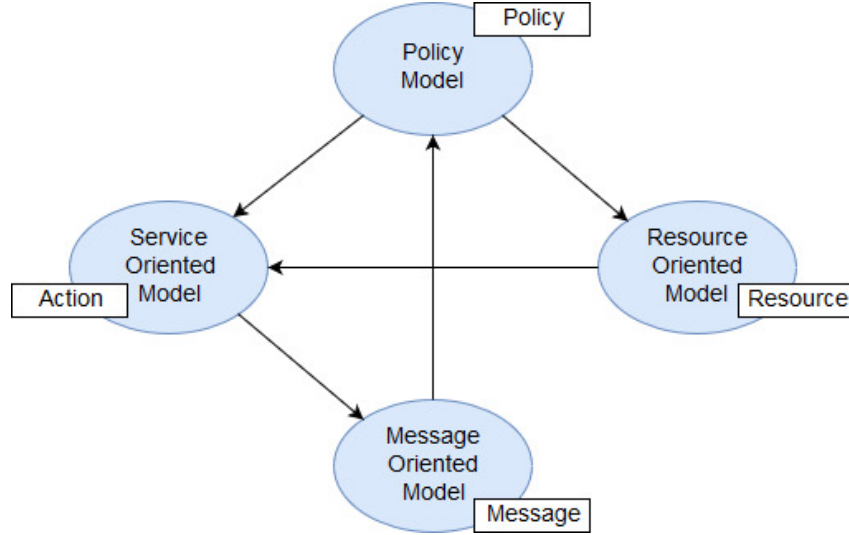 Policy
Policy
Model
Service
Oriented
Model
Action
Resource
Oriented
Model
Resource
Message
Oriented
Model
Message